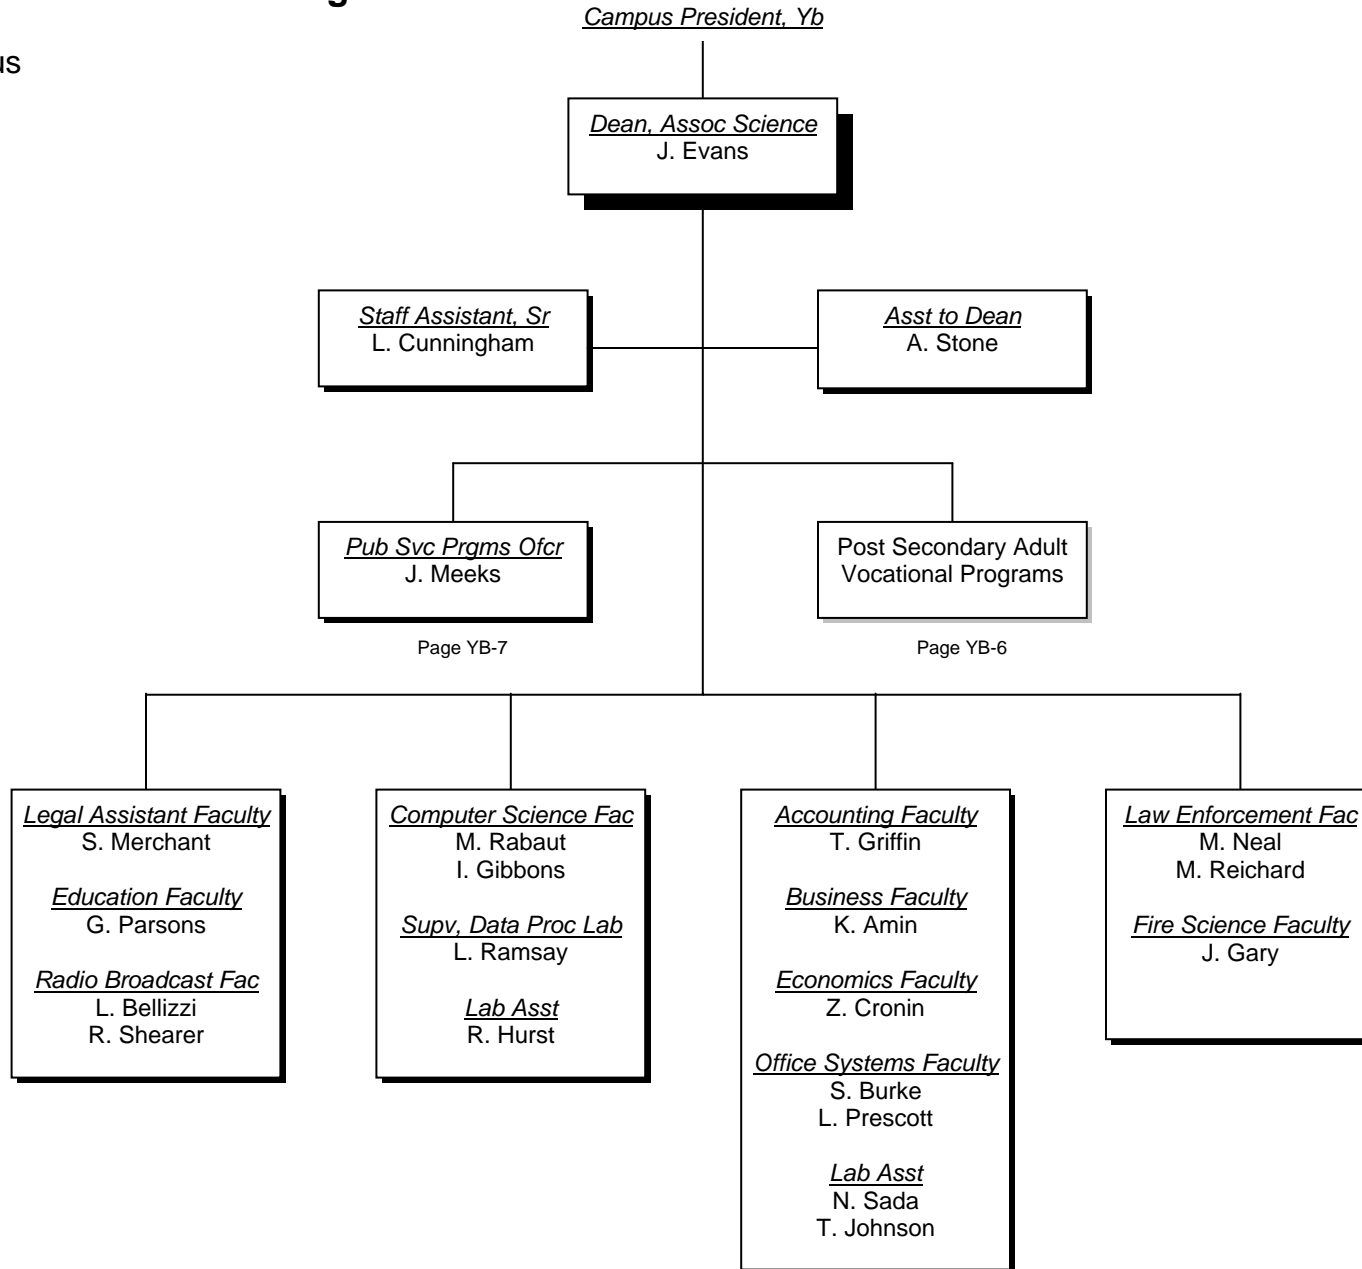 g
us
Campus President, Yb
Dean, Assoc Science
J. Evans
Staff Assistant, Sr
L. Cunningham
Asst to Dean
A. Stone
Pub Svc Prgms Ofcr
J. Meeks
Page YB-7
Post Secondary Adult
Vocational Programs
Page YB-6
Legal Assistant Faculty
S. Merchant
Education Faculty
G. Parsons
Radio Broadcast Fac
L. Bellizzi
R. Shearer
Computer Science Fac
M. Rabaut
I. Gibbons
Supv, Data Proc Lab
L. Ramsay
Lab Asst
R. Hurst
Accounting Faculty
T. Griffin
Business Faculty
K. Amin
Economics Faculty
Z. Cronin
Office Systems Faculty
S. Burke
L. Prescott
Lab Asst
N. Sada
T. Johnson
Law Enforcement Fac
M. Neal
M. Reichard
Fire Science Faculty
J. Gary